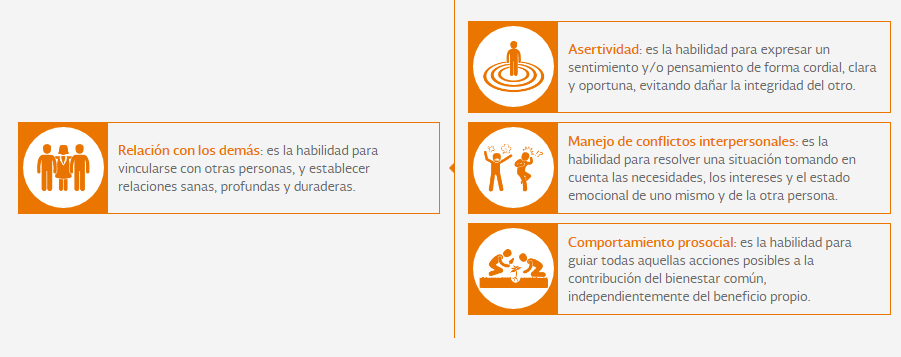 Relación con los demás: es la habilidad para
vincularse con otras personas, y establecer
relaciones sanas, profundas y duraderas.
Asertividad: es la habilidad para expresar un
sentimiento y/o pensamiento de forma cordial, clara
y oportuna, evitando dañar la integridad del otro.
Manejo de conflictos interpersonales: es la
habilidad para resolver una situación tomando en
cuenta las necesidades, los intereses y el estado
emocional de uno mismo y de la otra persona.
Comportamiento prosocial: es la habilidad para
guiar todas aquellas acciones posibles a la
contribución del bienestar común,
independientemente del beneficio propio.